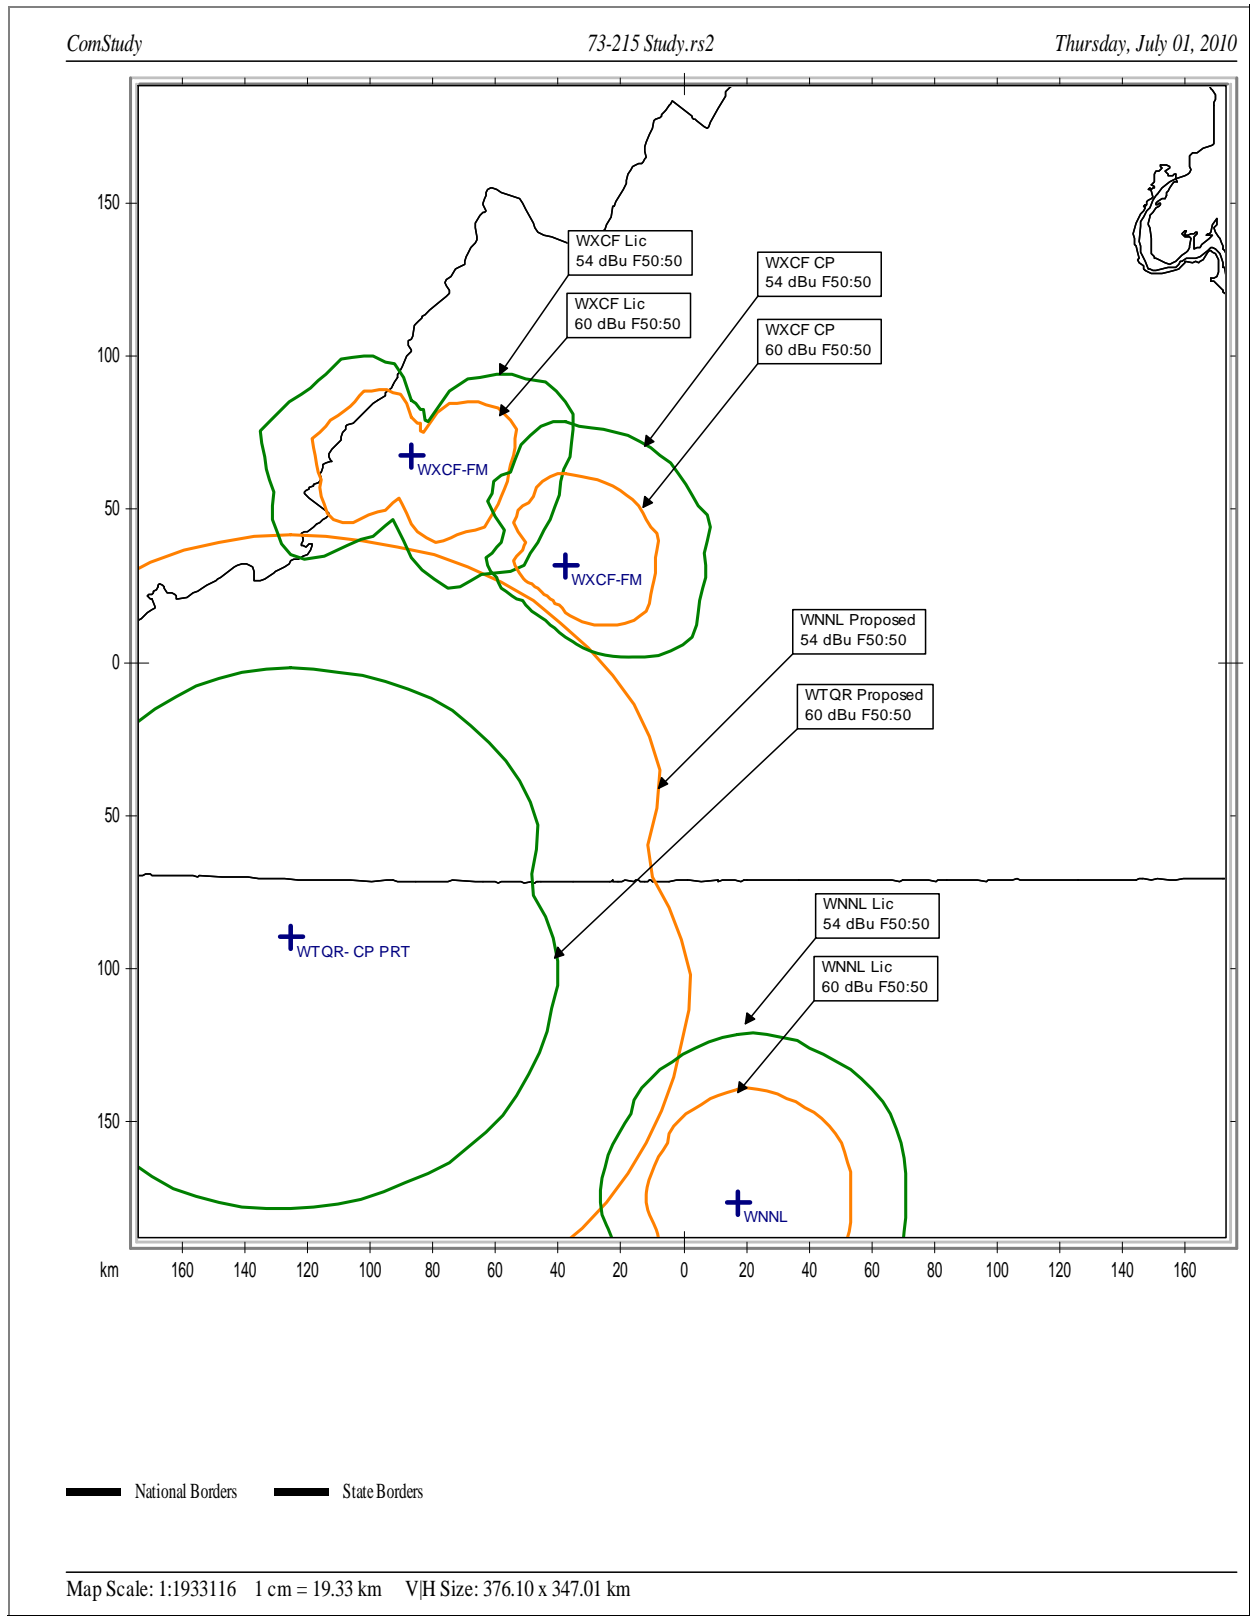 ComStudy 73-215 Study.rs2 Thursday, July 01, 2010
150
WXCF Lic
54 dBu F50:50
WXCF CP
54 dBu F50:50
WXCF Lic
60 dBu F50:50
WXCF CP
60 dBu F50:50
100
WXCF-FM
50
WXCF-FM
WNNL Proposed
54 dBu F50:50
0
WTQR Proposed
60 dBu F50:50
50
WNNL Lic
54 dBu F50:50
WTQR- CP PRT
100
WNNL Lic
60 dBu F50:50
150
WNNL
km 160 140 120 100 80 60 40 20 0 20 40 60 80 100 120 140 160
National Borders State Borders
Map Scale: 1:1933116 1 cm = 19.33 km V|H Size: 376.10 x 347.01 km